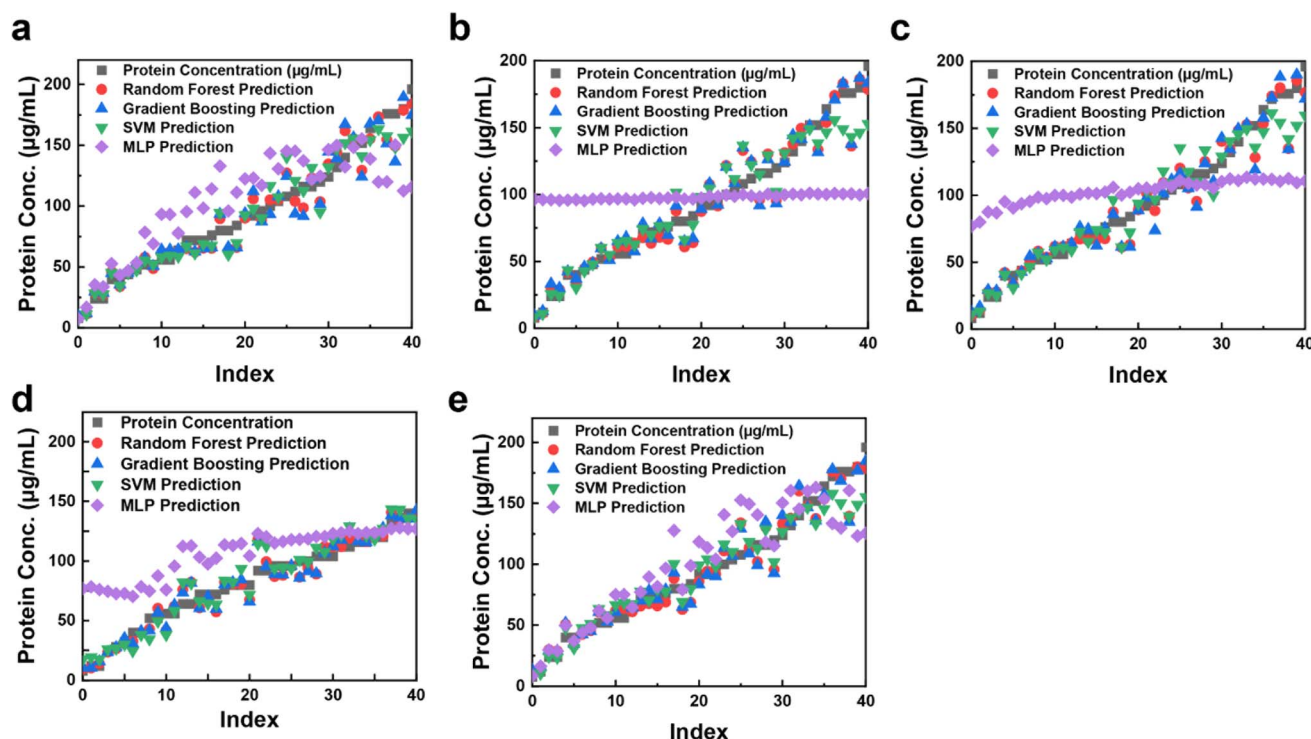 a
200
150
100
50
0
Protein Conc. (µg/mL)
Protein Concentration (µg/mL)
Random Forest Prediction
Gradient Boosting Prediction
SVM Prediction
MLP Prediction
0 10 20 30 40
Index
b
200
150
100
50
0
Protein Conc. (µg/mL)
Protein Concentration (µg/mL)
Random Forest Prediction
Gradient Boosting Prediction
SVM Prediction
MLP Prediction
0 10 20 30 40
Index
c
200
150
100
50
0
Protein Conc. (µg/mL)
Protein Concentration (µg/mL)
Random Forest Prediction
Gradient Boosting Prediction
SVM Prediction
MLP Prediction
0 10 20 30 40
Index
d
200
150
100
50
0
Protein Conc. (µg/mL)
Protein Concentration
Random Forest Prediction
Gradient Boosting Prediction
SVM Prediction
MLP Prediction
0 10 20 30 40
Index
e
200
150
100
50
0
Protein Conc. (µg/mL)
Protein Concentration (µg/mL)
Random Forest Prediction
Gradient Boosting Prediction
SVM Prediction
MLP Prediction
0 10 20 30 40
Index